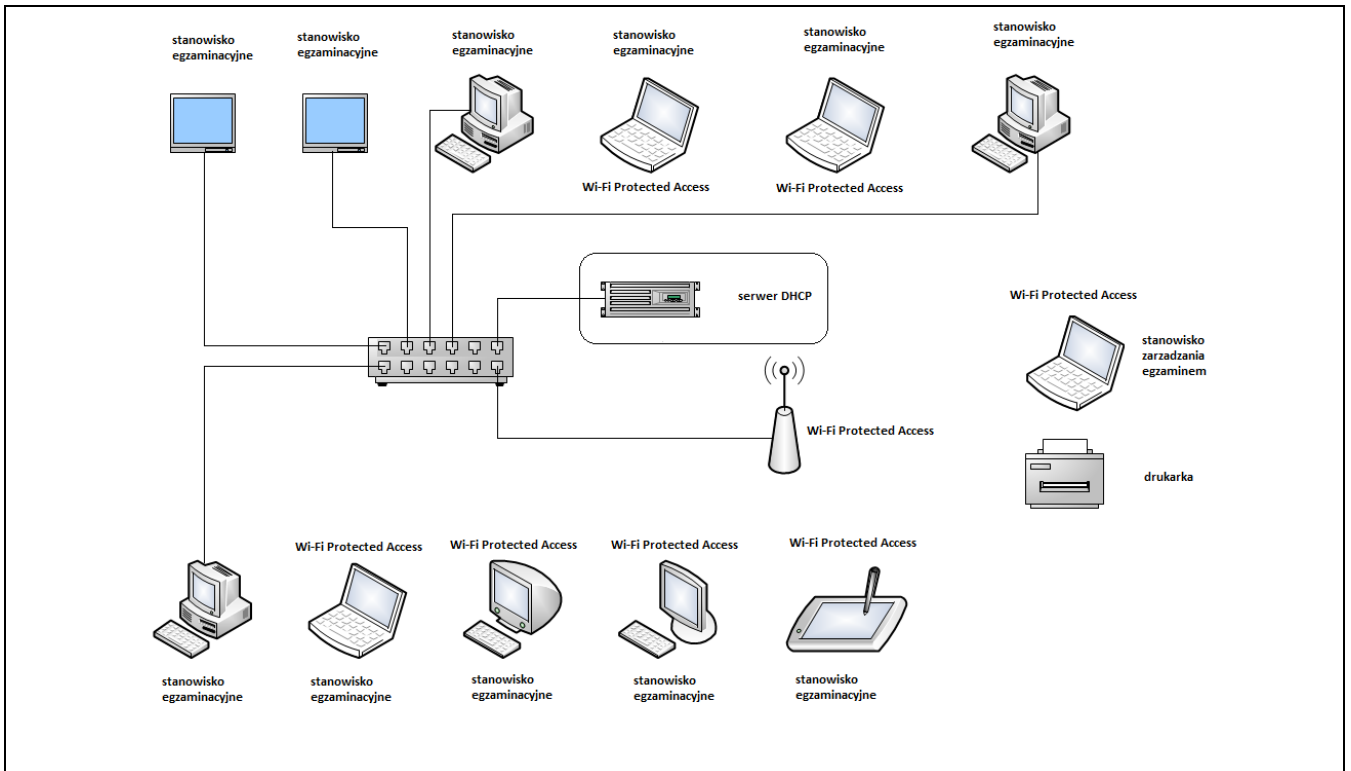 stanowisko
egzaminacyjne
stanowisko
egzaminacyjne
stanowisko
egzaminacyjne
stanowisko
egzaminacyjne
stanowisko
egzaminacyjne
stanowisko
egzaminacyjne
Wi-Fi Protected Access
Wi-Fi Protected Access
serwer DHCP
Wi-Fi Protected Access
stanowisko
zarzadzania
egzaminem
Wi-Fi Protected Access
drukarka
Wi-Fi Protected Access
Wi-Fi Protected Access
Wi-Fi Protected Access
Wi-Fi Protected Access
stanowisko
egzaminacyjne
stanowisko
egzaminacyjne
stanowisko
egzaminacyjne
stanowisko
egzaminacyjne
stanowisko
egzaminacyjne